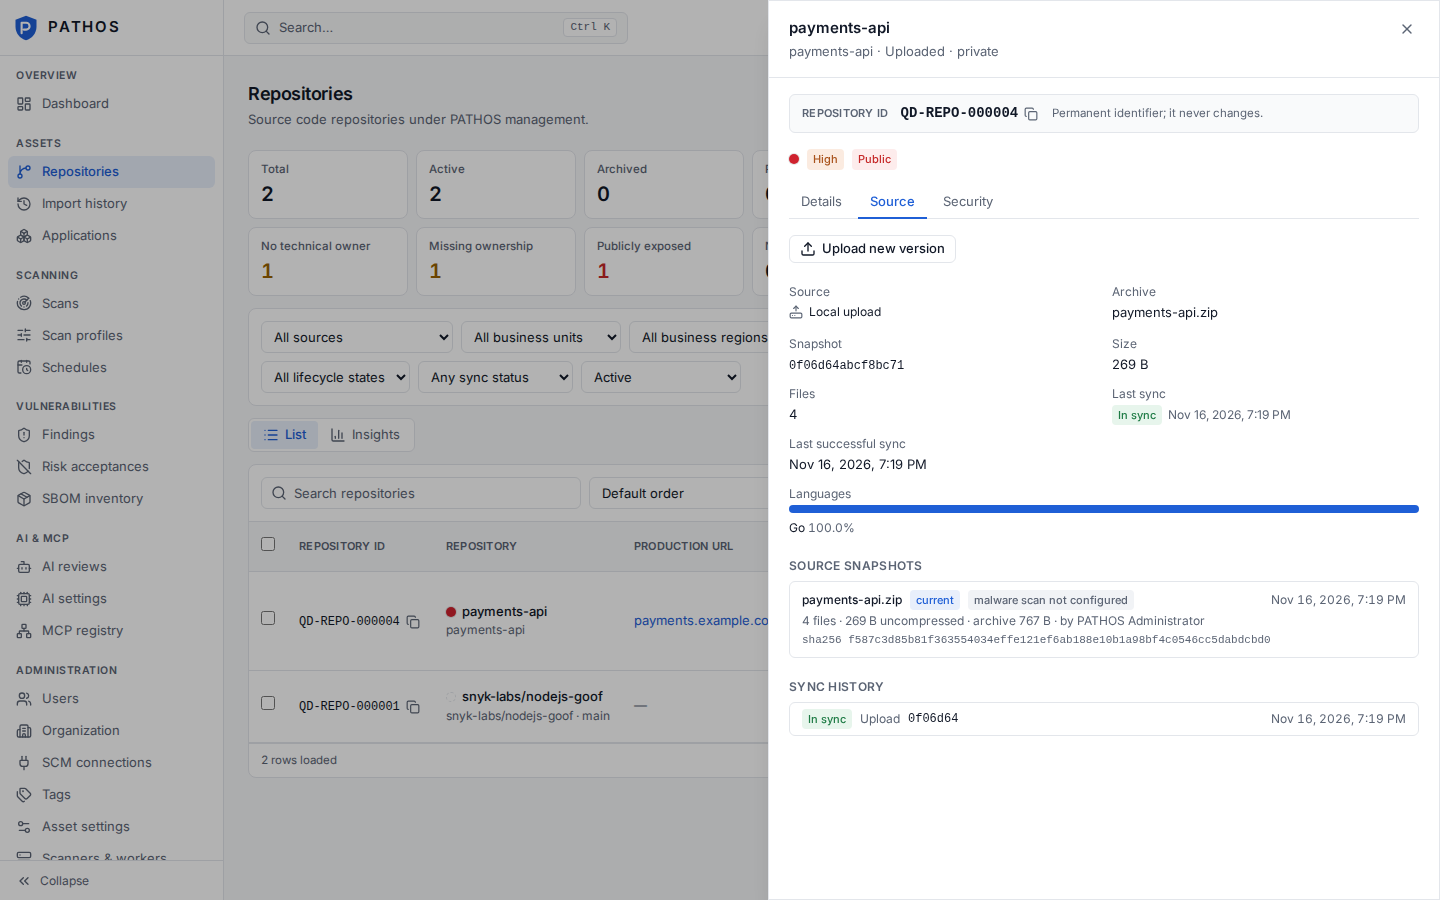 PATHOS
OVERVIEW
Dashboard
ASSETS
Repositories
Import history
Applications
SCANNING
Scans
Scan profiles
Schedules
VULNERABILITIES
Findings
Risk acceptances
SBOM inventory
AI & MCP
AI reviews
AI settings
MCP registry
ADMINISTRATION
Users
Organization
SCM connections
Tags
Asset settings
Scanners & workers
Collapse
Search...
Ctrl K
Repositories
Source code repositories under PATHOS management.
Total
2
Active
2
Archived
0
No technical owner
1
Missing ownership
1
Publicly exposed
1
All sources
All business units
All business regions
All lifecycle states
Any sync status
Active
List
Insights
Search repositories
Default order
REPOSITORY ID
REPOSITORY
PRODUCTION URL
QD-REPO-000004
payments-api
payments-api
payments.example.co
QD-REPO-000001
snyk-labs/nodejs-goof
snyk-labs/nodejs-goof · main
—
2 rows loaded
payments-api
payments-api · Uploaded · private
REPOSITORY ID QD-REPO-000004 Permanent identifier; it never changes.
High Public
Details Source Security
Upload new version
Source
Local upload
Archive
payments-api.zip
Snapshot
0f06d64abcf8bc71
Size
269 B
Files
4
Last sync
In sync Nov 16, 2026, 7:19 PM
Last successful sync
Nov 16, 2026, 7:19 PM
Languages
Go 100.0%
SOURCE SNAPSHOTS
payments-api.zip current malware scan not configured Nov 16, 2026, 7:19 PM
4 files · 269 B uncompressed · archive 767 B · by PATHOS Administrator
sha256 f587c3d85b81f363554034effe121ef6ab188e10b1a98bf4c0546cc5dabdcbd0
SYNC HISTORY
In sync Upload 0f06d64 Nov 16, 2026, 7:19 PM